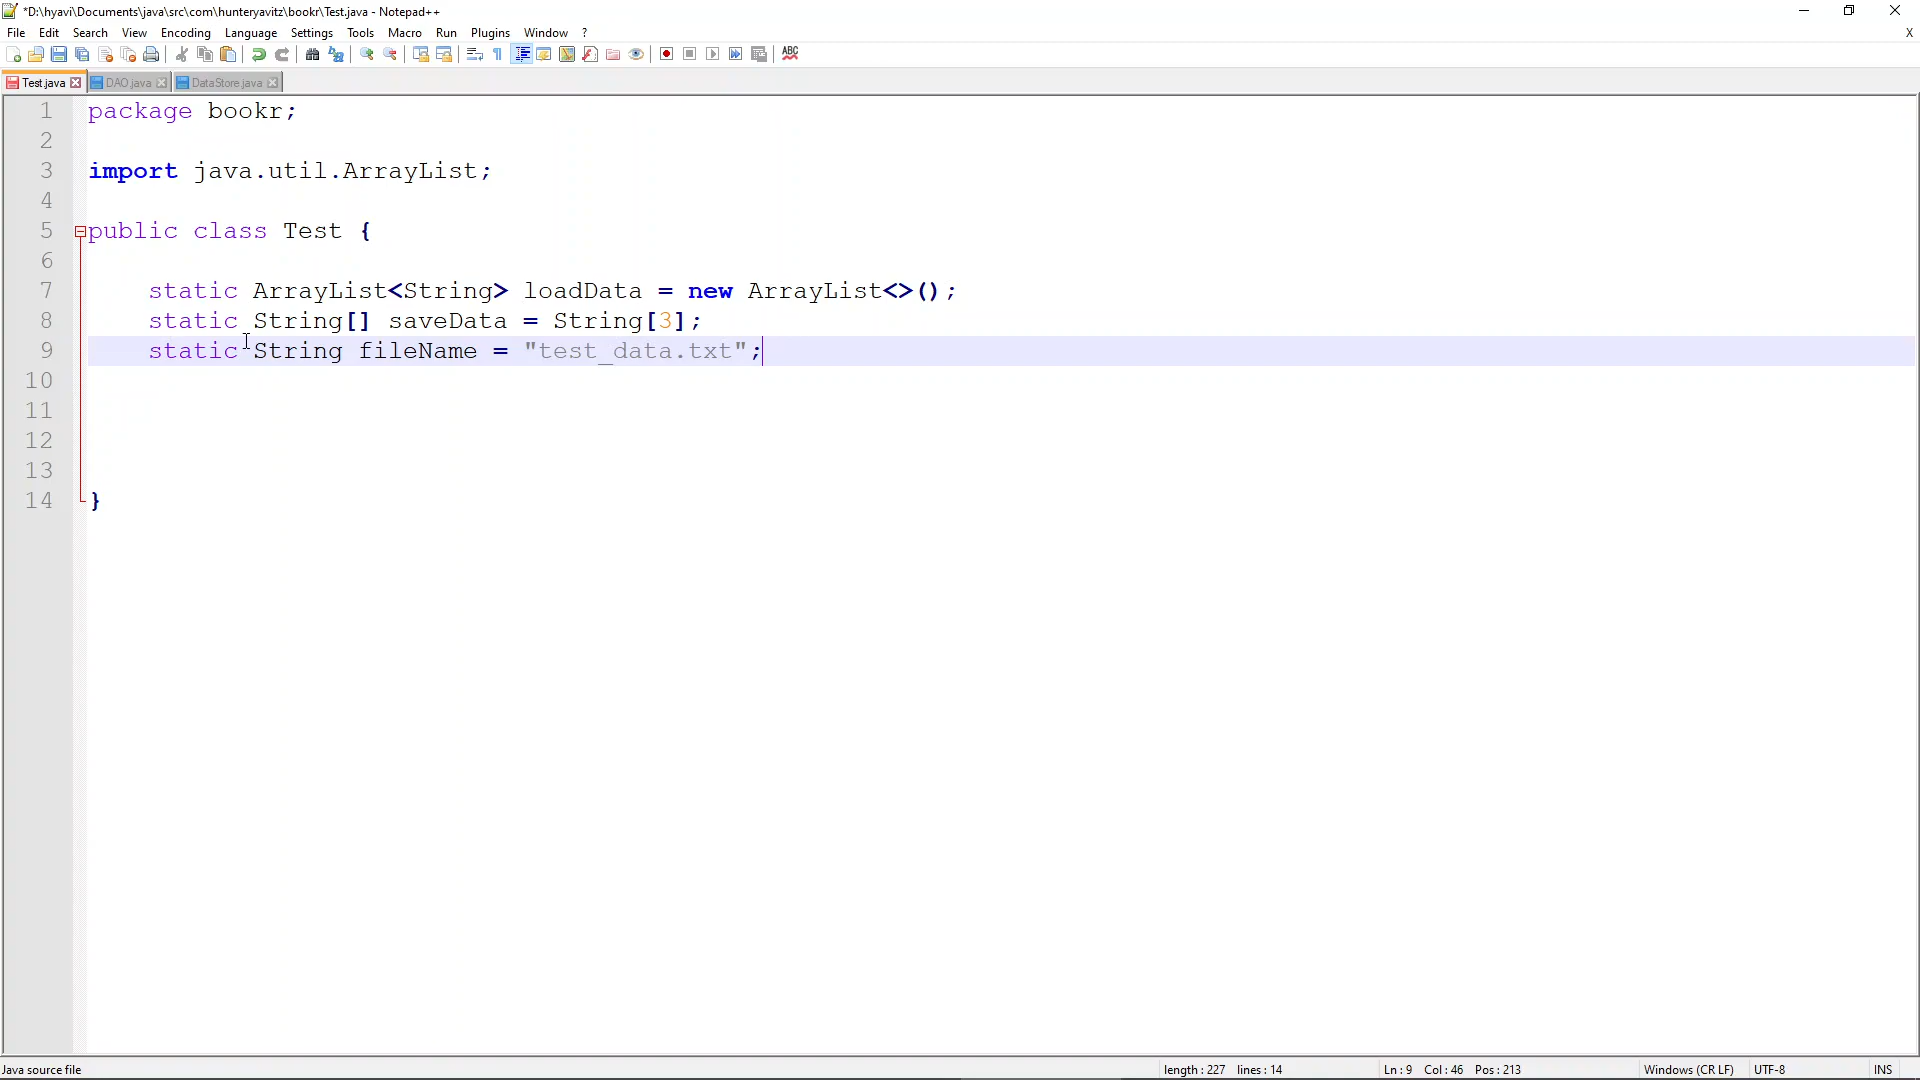 *D:\hyavi\Documents\java\src\com\hunteryavitz\bookr\Test.java - Notepad++
File Edit Search View Encoding Language Settings Tools Macro Run Plugins Window ? X
ABC
Test.java DAO.java DataStore.java
1 package bookr;
2
3 import java.util.ArrayList;
4
5 public class Test {
6
7 static ArrayList<String> loadData = new ArrayList<>();
8 static String[] saveData = String[3];
9 static String fileName = "test_data.txt";
10
11
12
13
14 }
Java source file length : 227 lines : 14 Ln : 9 Col : 46 Pos : 213 Windows (CR LF) UTF-8 INS